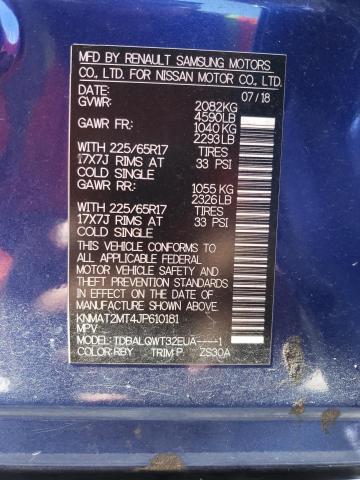 MFD BY RENAULT SAMSUNG MOTORS
CO., LTD. FOR NISSAN MOTOR CO., LTD.
DATE: 07 / 18
GVWR: 2082KG
4590LB
GAWR FR: 1040 KG
2293LB
WITH 225/65R17 TIRES
17X7J RIMS AT 33 PSI
COLD SINGLE
GAWR RR: 1055 KG
2326LB
WITH 225/65R17 TIRES
17X7J RIMS AT 33 PSI
COLD SINGLE
THIS VEHICLE CONFORMS TO
ALL APPLICABLE FEDERAL
MOTOR VEHICLE SAFETY AND
THEFT PREVENTION STANDARDS
IN EFFECT ON THE DATE OF
MANUFACTURE SHOWN ABOVE.
KNMAT2MT4JP610181
MPV
MODEL: TDBALQWT32EUA----1
COLOR:RBY TRIM:P ZS30A